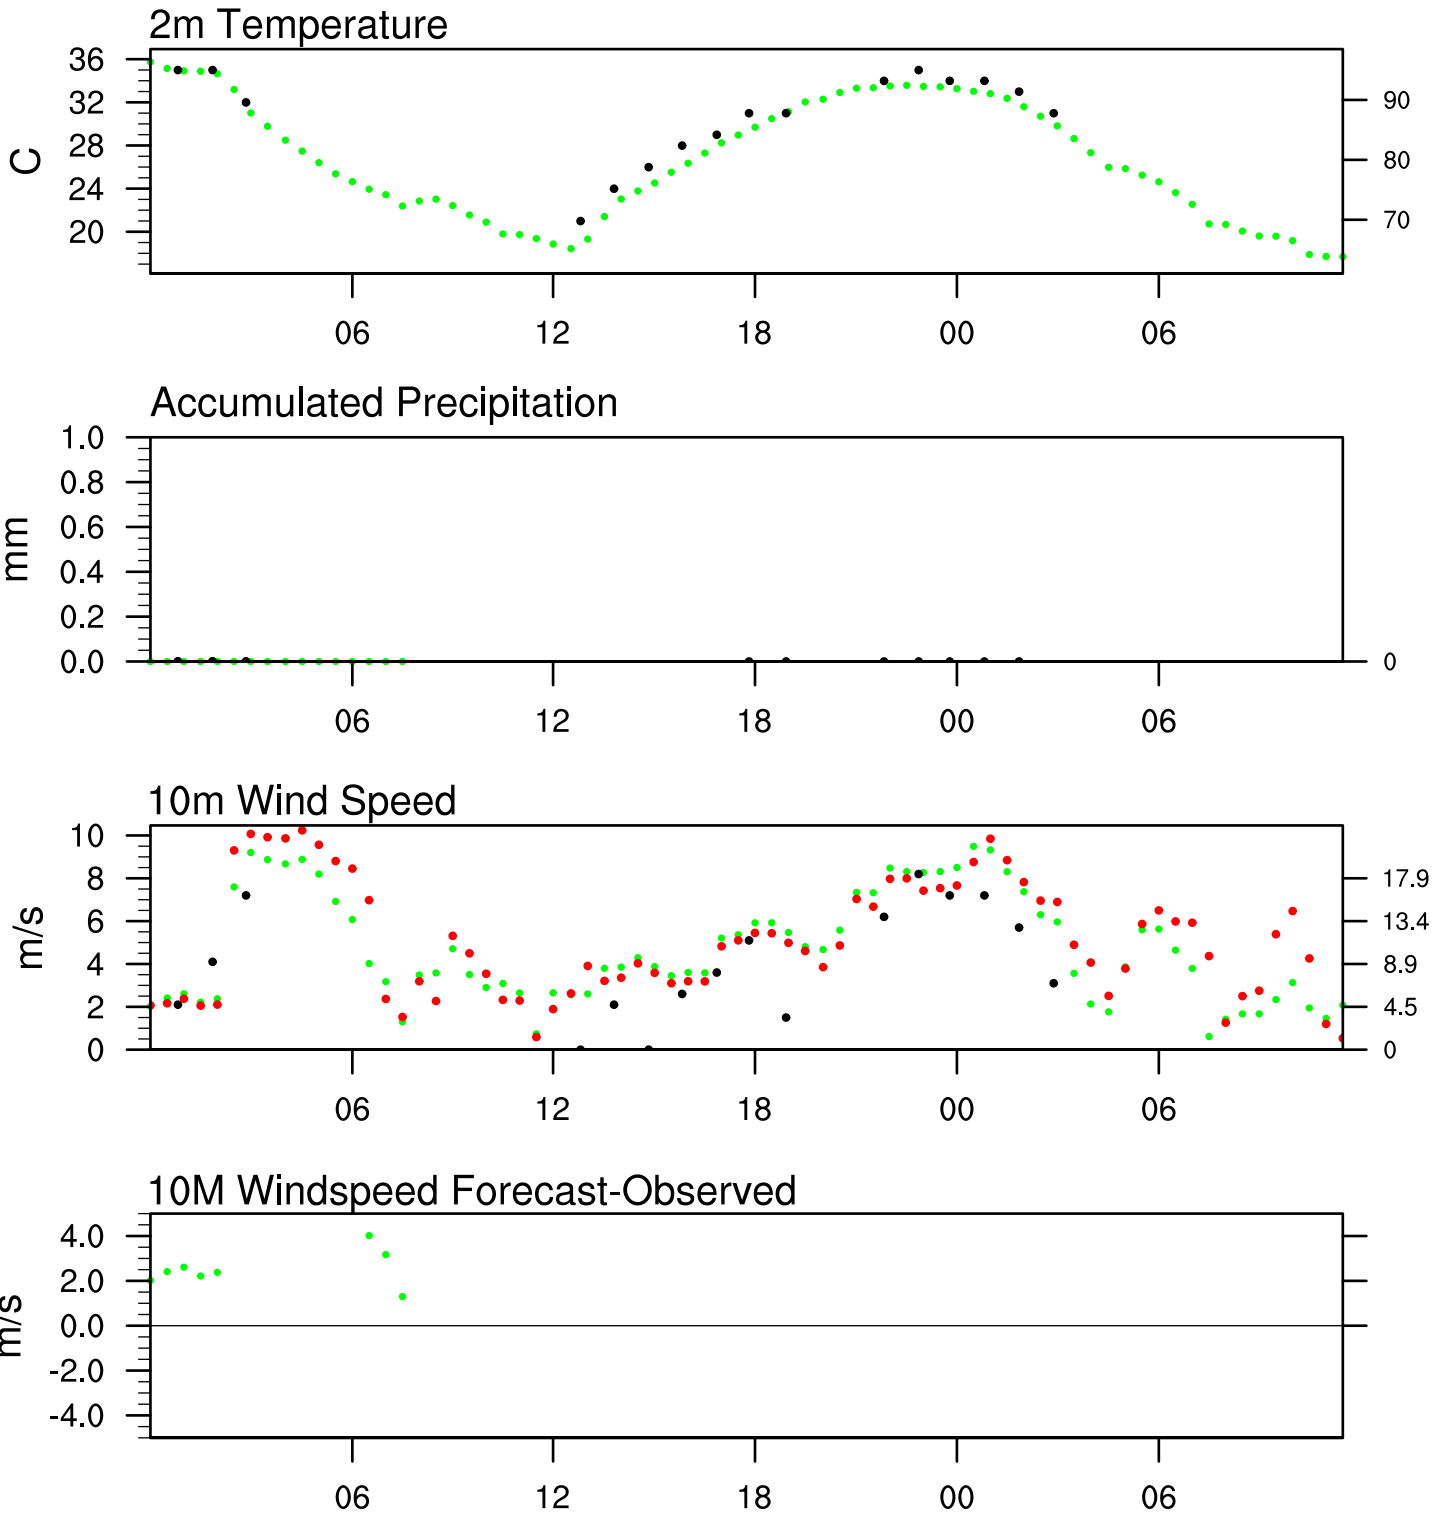 2m Temperature
36
32
28
24
20
C
90
80
70
06 12 18 00 06
Accumulated Precipitation
1.0
0.8
0.6
0.4
0.2
0.0
mm
0
06 12 18 00 06
10m Wind Speed
10
8
6
4
2
0
m/s
17.9
13.4
8.9
4.5
0
06 12 18 00 06
10M Windspeed Forecast-Observed
4.0
2.0
0.0
-2.0
-4.0
m/s
06 12 18 00 06